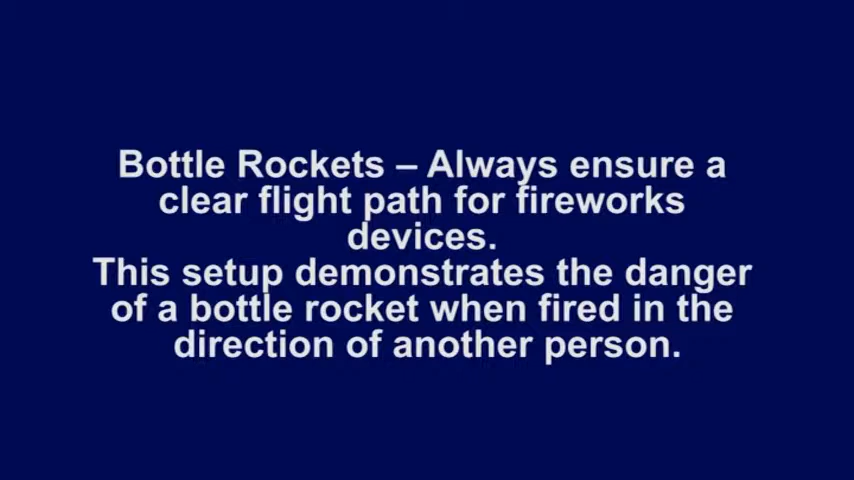 Bottle Rockets – Always ensure a
clear flight path for fireworks
devices.
This setup demonstrates the danger
of a bottle rocket when fired in the
direction of another person.